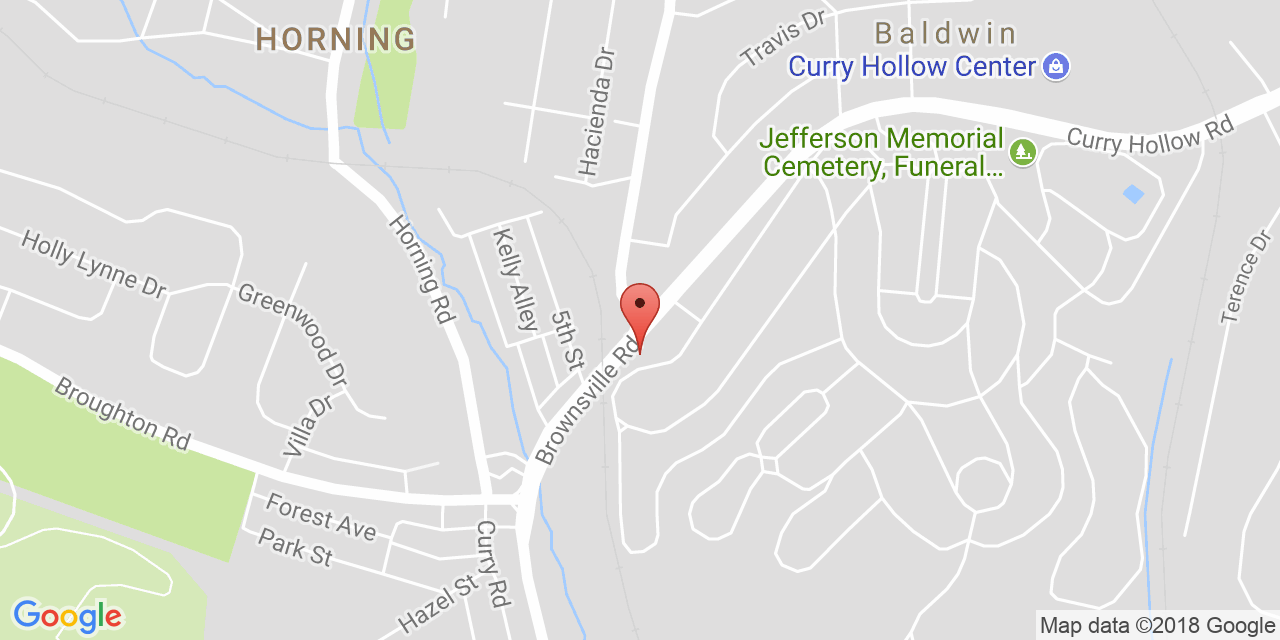 HORNING
Baldwin
Travis Dr
Curry Hollow Center
Hacienda Dr
Jefferson Memorial
Cemetery, Funeral...
Curry Hollow Rd
Holly Lynne Dr
Horning Rd
Kelly Alley
5th St
Terence Dr
Greenwood Dr
Brownsville Rd
Broughton Rd
Villa Dr
Forest Ave
Park St
Curry Rd
Hazel St
Google
Map data ©2018 Google